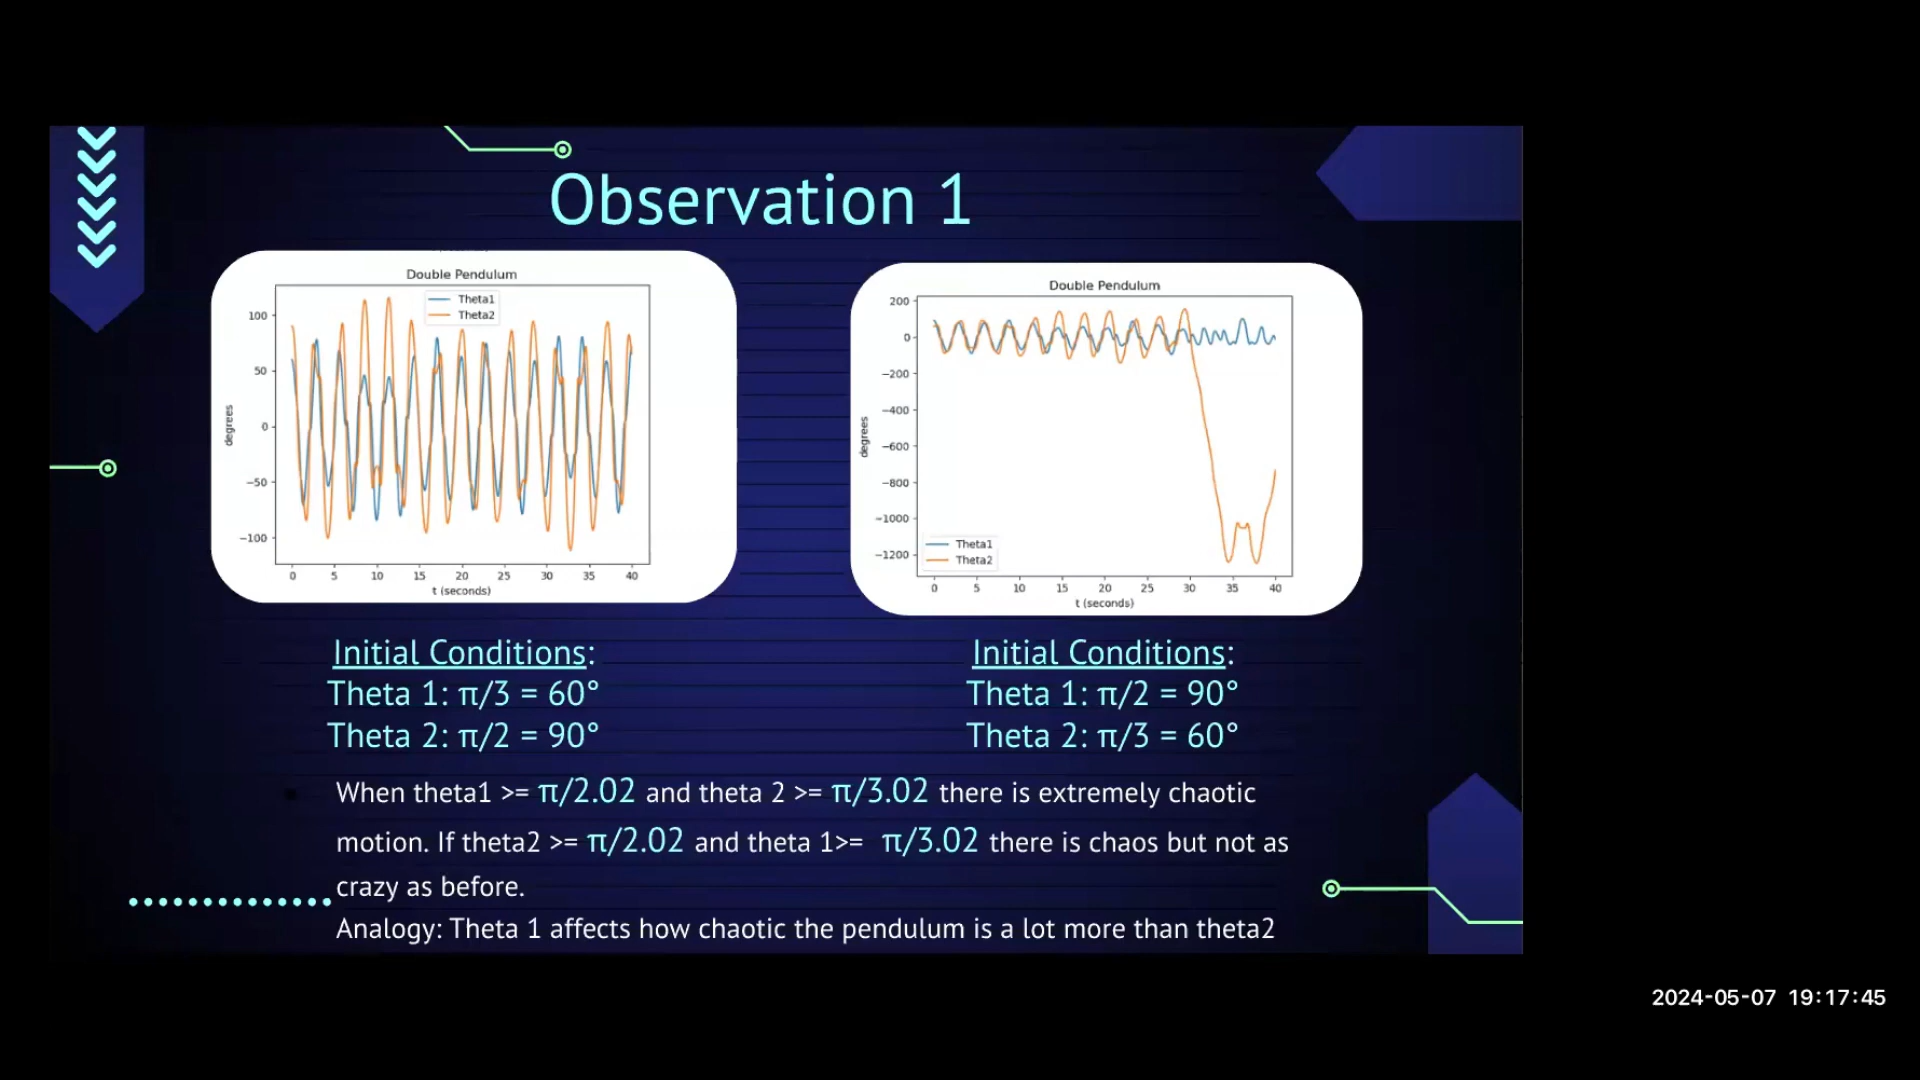 Observation 1
Double Pendulum
Theta1
Theta2
100
50
0
−50
−100
degrees
0 5 10 15 20 25 30 35 40
t (seconds)
Double Pendulum
200
0
−200
−400
−600
−800
−1000
−1200
degrees
Theta1
Theta2
0 5 10 15 20 25 30 35 40
t (seconds)
Initial Conditions:
Theta 1: π/3 = 60°
Theta 2: π/2 = 90°
Initial Conditions:
Theta 1: π/2 = 90°
Theta 2: π/3 = 60°
When theta1 >= π/2.02 and theta 2 >= π/3.02 there is extremely chaotic
motion. If theta2 >= π/2.02 and theta 1>= π/3.02 there is chaos but not as
crazy as before.
Analogy: Theta 1 affects how chaotic the pendulum is a lot more than theta2
2024-05-07 19:17:45